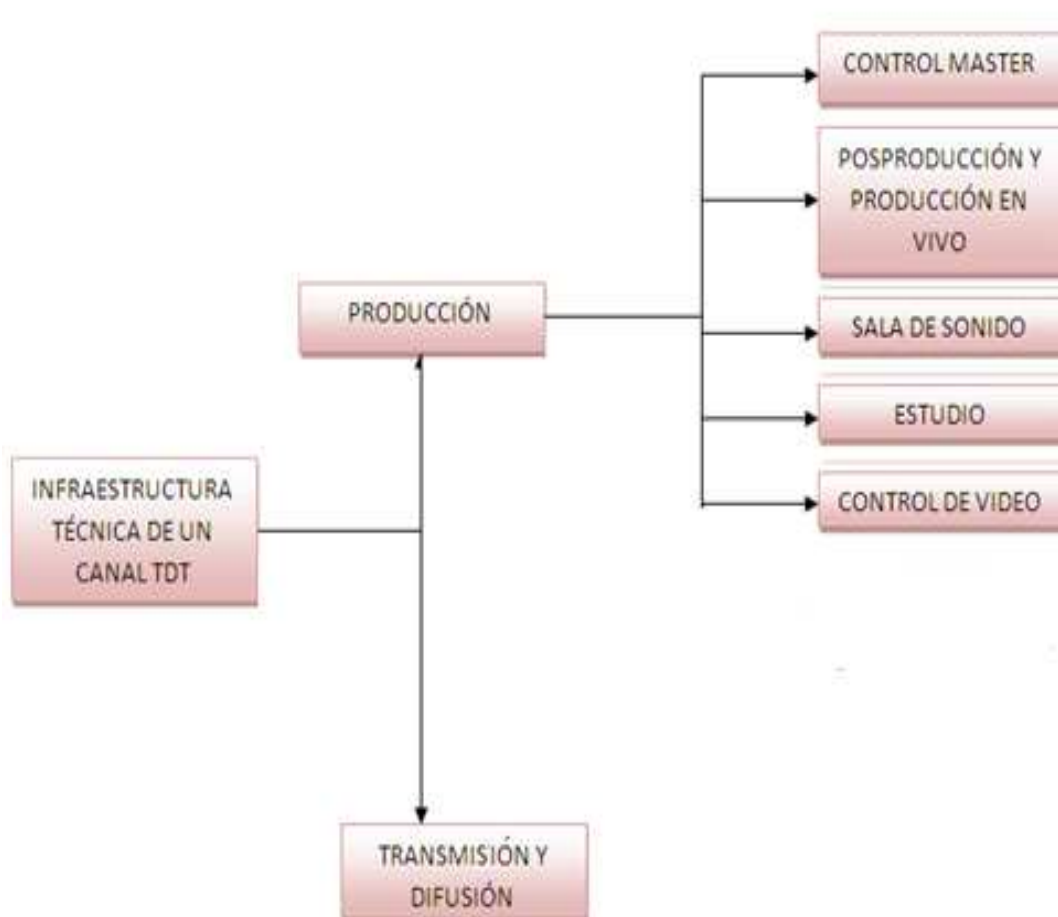 CONTROL MASTER
POSPRODUCCIÓN Y
PRODUCCIÓN EN
VIVO
PRODUCCIÓN
SALA DE SONIDO
ESTUDIO
INFRAESTRUCTURA
TÉCNICA DE UN
CANAL TDT
CONTROL DE VIDEO
TRANSMISIÓN Y
DIFUSIÓN